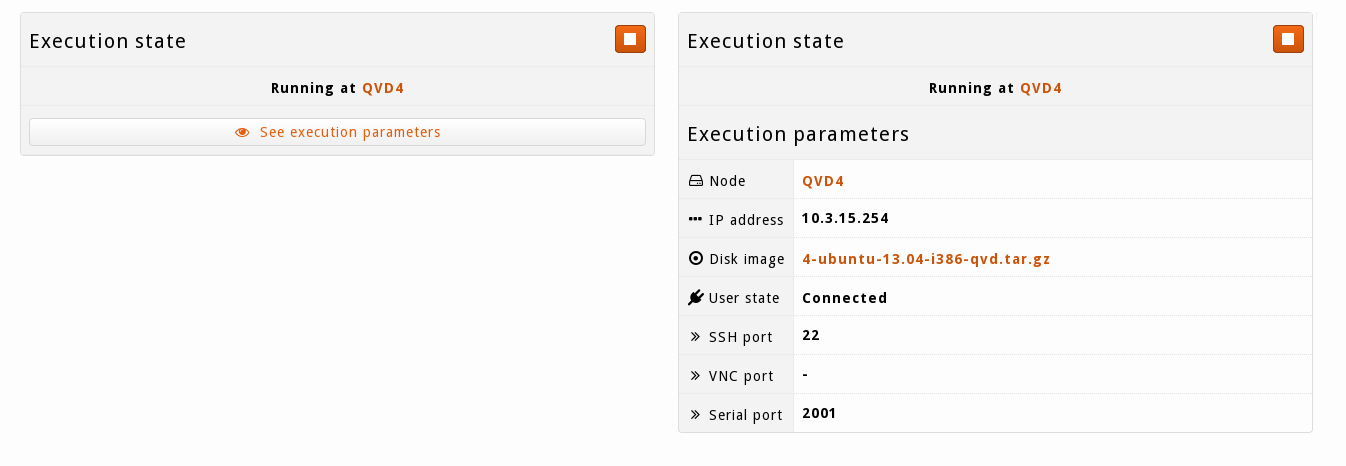 Execution state
Running at QVD4
See execution parameters
Execution state
Running at QVD4
Execution parameters
Node QVD4
IP address 10.3.15.254
Disk image 4-ubuntu-13.04-i386-qvd.tar.gz
User state Connected
SSH port 22
VNC port -
Serial port 2001